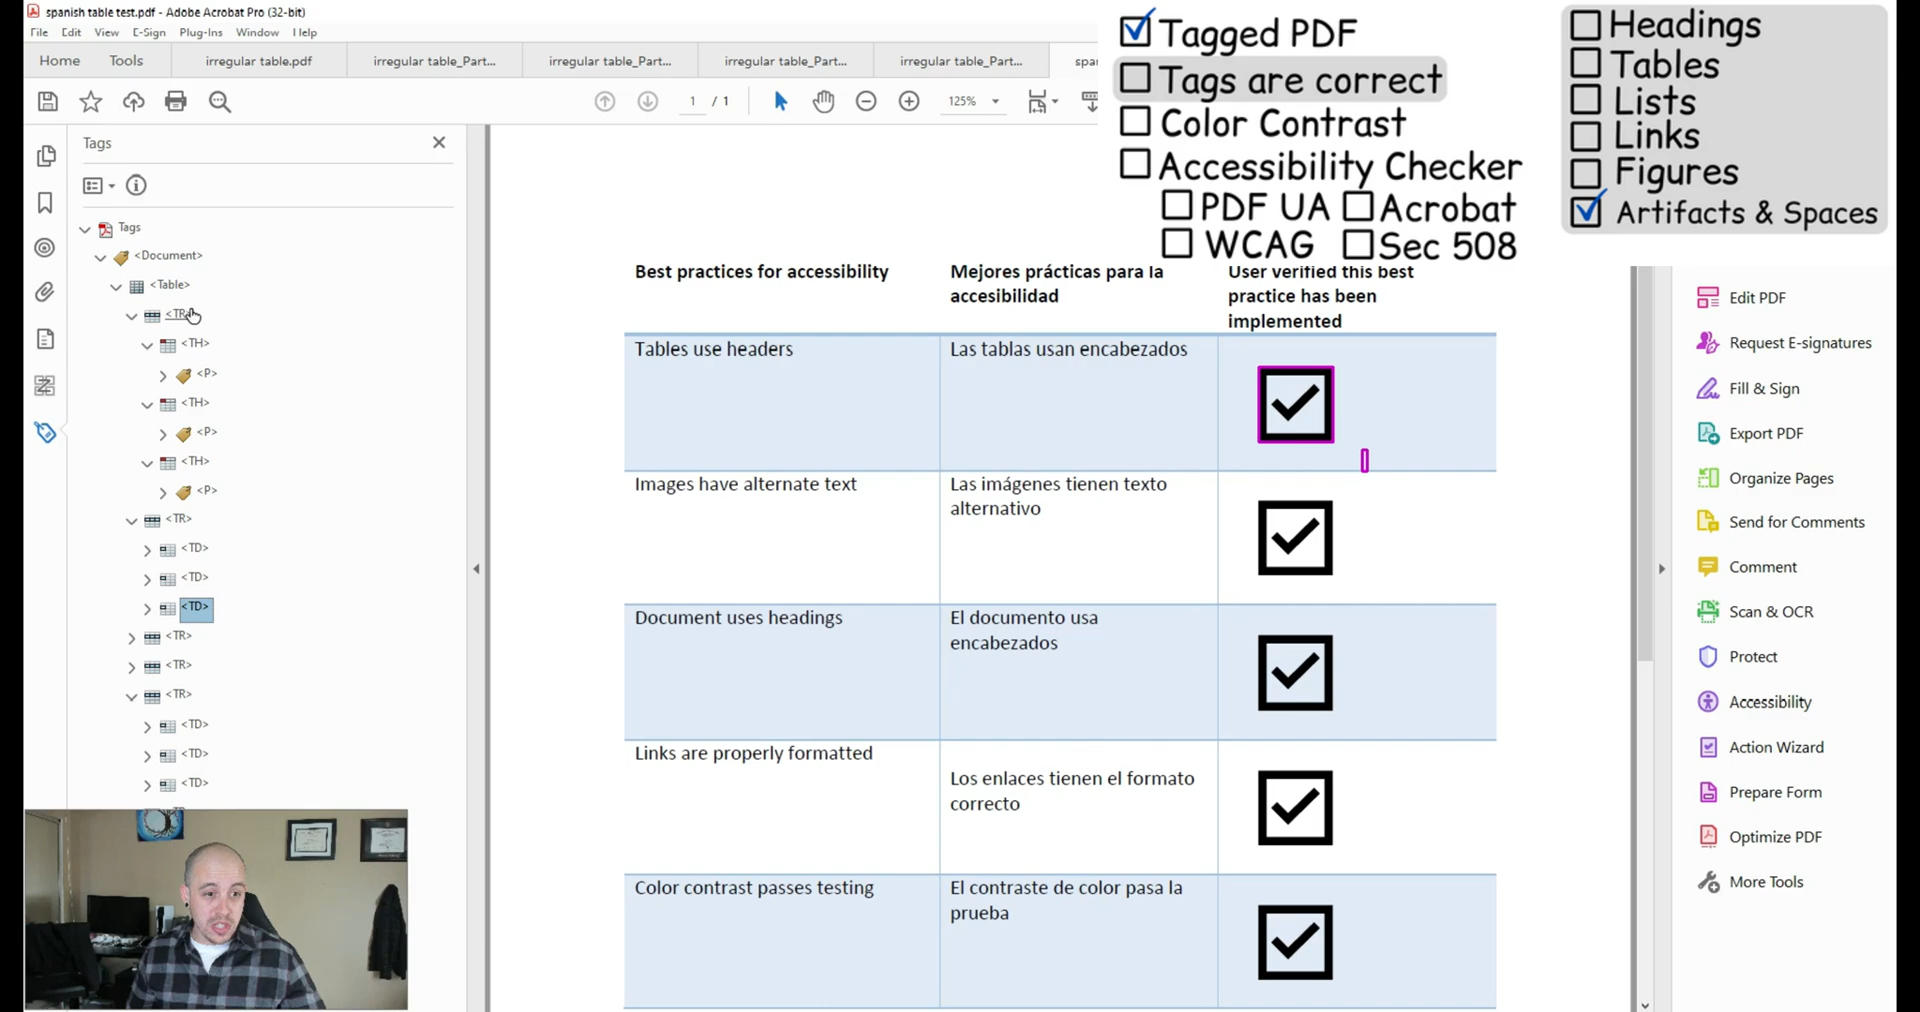 spanish table test.pdf - Adobe Acrobat Pro (32-bit)
File Edit View E-Sign Plug-Ins Window Help
Home Tools irregular table.pdf irregular table_Part... irregular table_Part... irregular table_Part... irregular table_Part... spa
1 / 1 125%
Tagged PDF
Tags are correct
Color Contrast
Accessibility Checker
PDF UA Acrobat
WCAG Sec 508
Headings
Tables
Lists
Links
Figures
Artifacts & Spaces
Tags
Tags
<Document>
<Table>
<TR>
<TH>
<P>
<TH>
<P>
<TH>
<P>
<TR>
<TD>
<TD>
<TD>
<TR>
<TR>
<TR>
<TD>
<TD>
<TD>
Best practices for accessibility
Mejores prácticas para la
accesibilidad
User verified this best
practice has been
implemented
Tables use headers
Las tablas usan encabezados
Images have alternate text
Las imágenes tienen texto
alternativo
Document uses headings
El documento usa
encabezados
Links are properly formatted
Los enlaces tienen el formato
correcto
Color contrast passes testing
El contraste de color pasa la
prueba
Edit PDF
Request E-signatures
Fill & Sign
Export PDF
Organize Pages
Send for Comments
Comment
Scan & OCR
Protect
Accessibility
Action Wizard
Prepare Form
Optimize PDF
More Tools